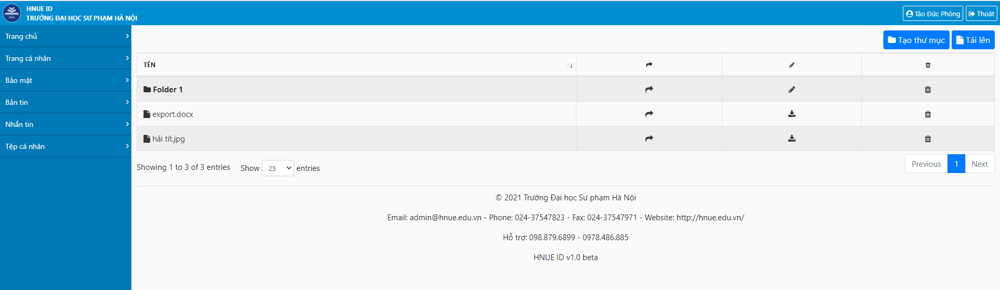 HNUE ID
TRƯỜNG ĐẠI HỌC SƯ PHẠM HÀ NỘI
Tào Đức Phòng
Thoát
Trang chủ
Trang cá nhân
Bảo mật
Bản tin
Nhắn tin
Tệp cá nhân
Tạo thư mục
Tải lên
TÊN
Folder 1
export.docx
hải tít.jpg
Showing 1 to 3 of 3 entries
Show 25 entries
Previous 1 Next
© 2021 Trường Đại học Sư phạm Hà Nội
Email: admin@hnue.edu.vn - Phone: 024-37547823 - Fax: 024-37547971 - Website: http://hnue.edu.vn/
Hỗ trợ: 098.879.6899 - 0978.486.885
HNUE ID v1.0 beta